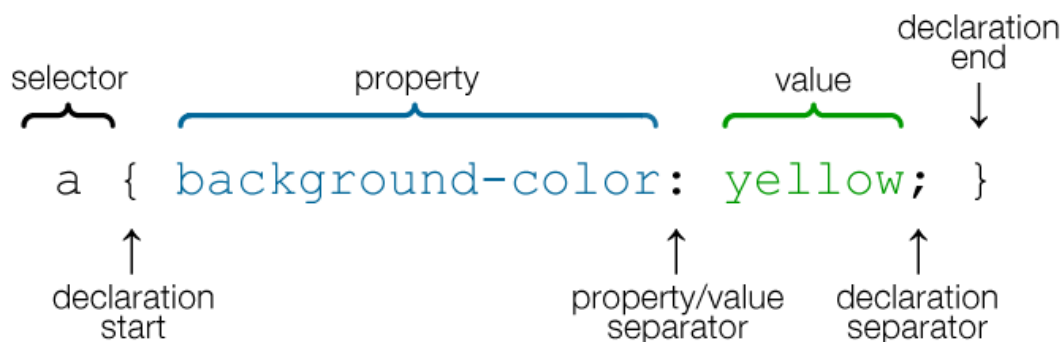 declaration
end
selector
property
value
a { background-color: yellow; }
declaration
start
property/value
separator
declaration
separator